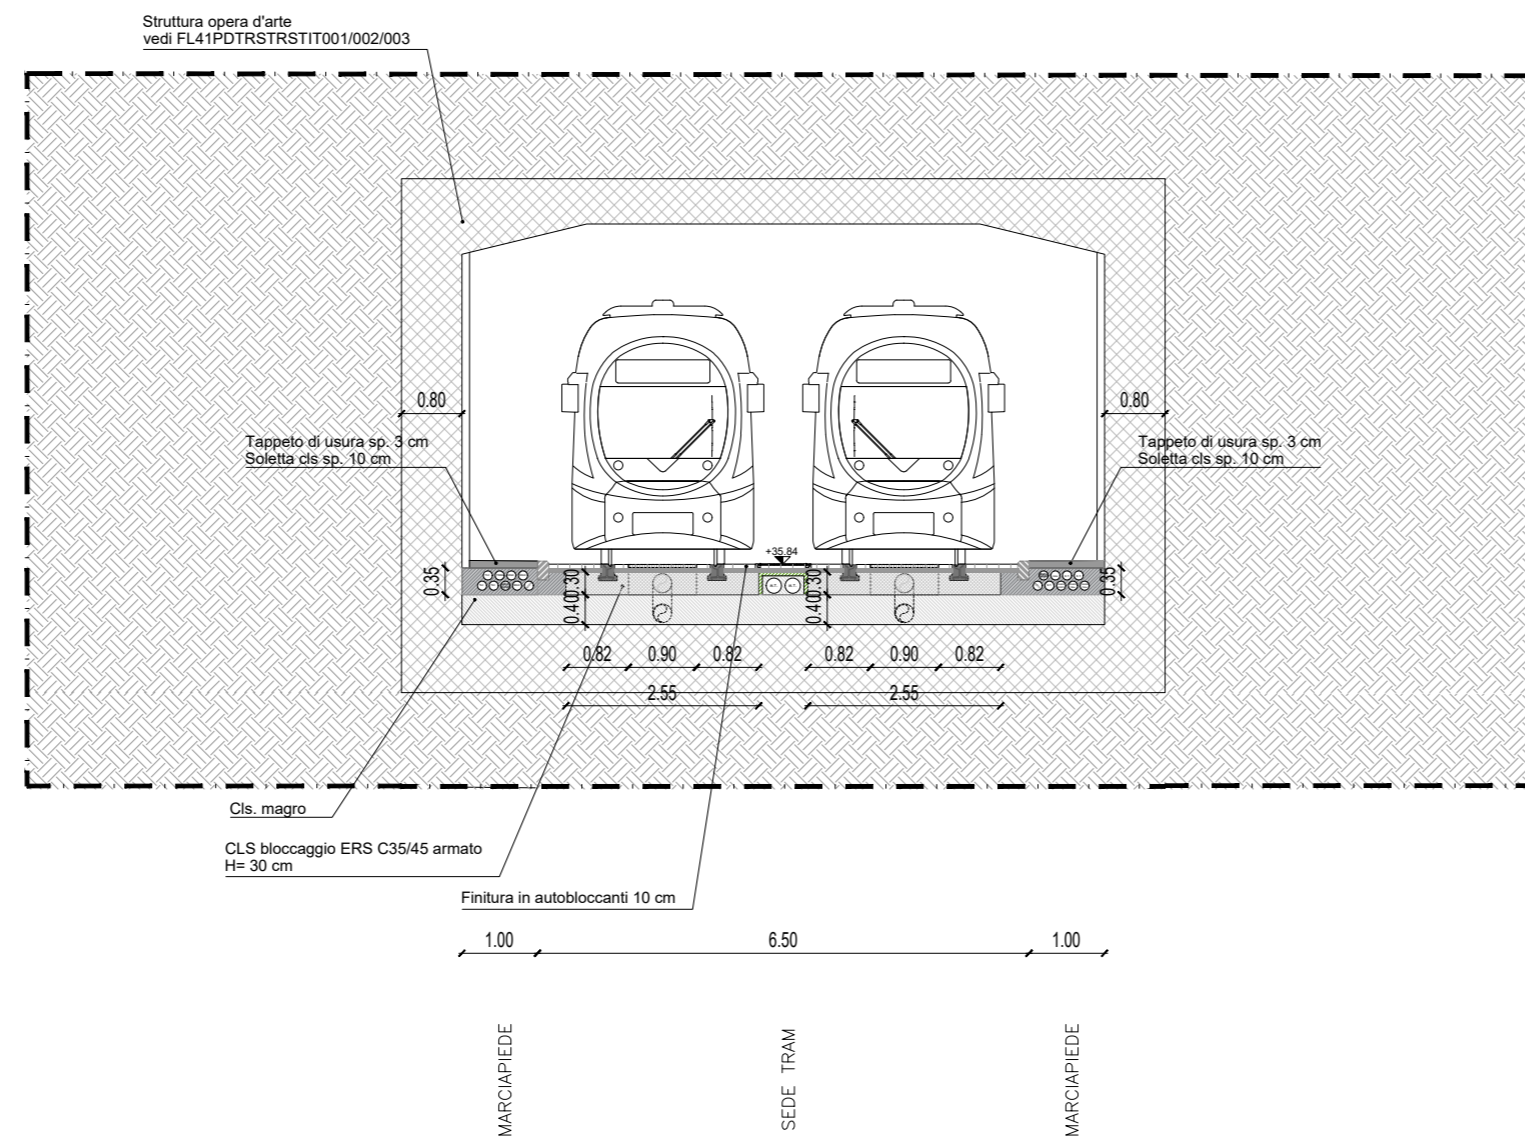 Struttura opera d'arte
vedi FL41PDTRSTRSTIT001/002/003
0.80
0.80
Tappeto di usura sp. 3 cm
Soletta cls sp. 10 cm
Tappeto di usura sp. 3 cm
Soletta cls sp. 10 cm
+35.84
0.35
0.30
0.30
0.35
0.40
0.40
0.82
0.90
0.82
0.82
0.90
0.82
2.55
2.55
Cls. magro
CLS bloccaggio ERS C35/45 armato
H= 30 cm
Finitura in autobloccanti 10 cm
1.00
6.50
1.00
MARCIAPIEDE
SEDE TRAM
MARCIAPIEDE